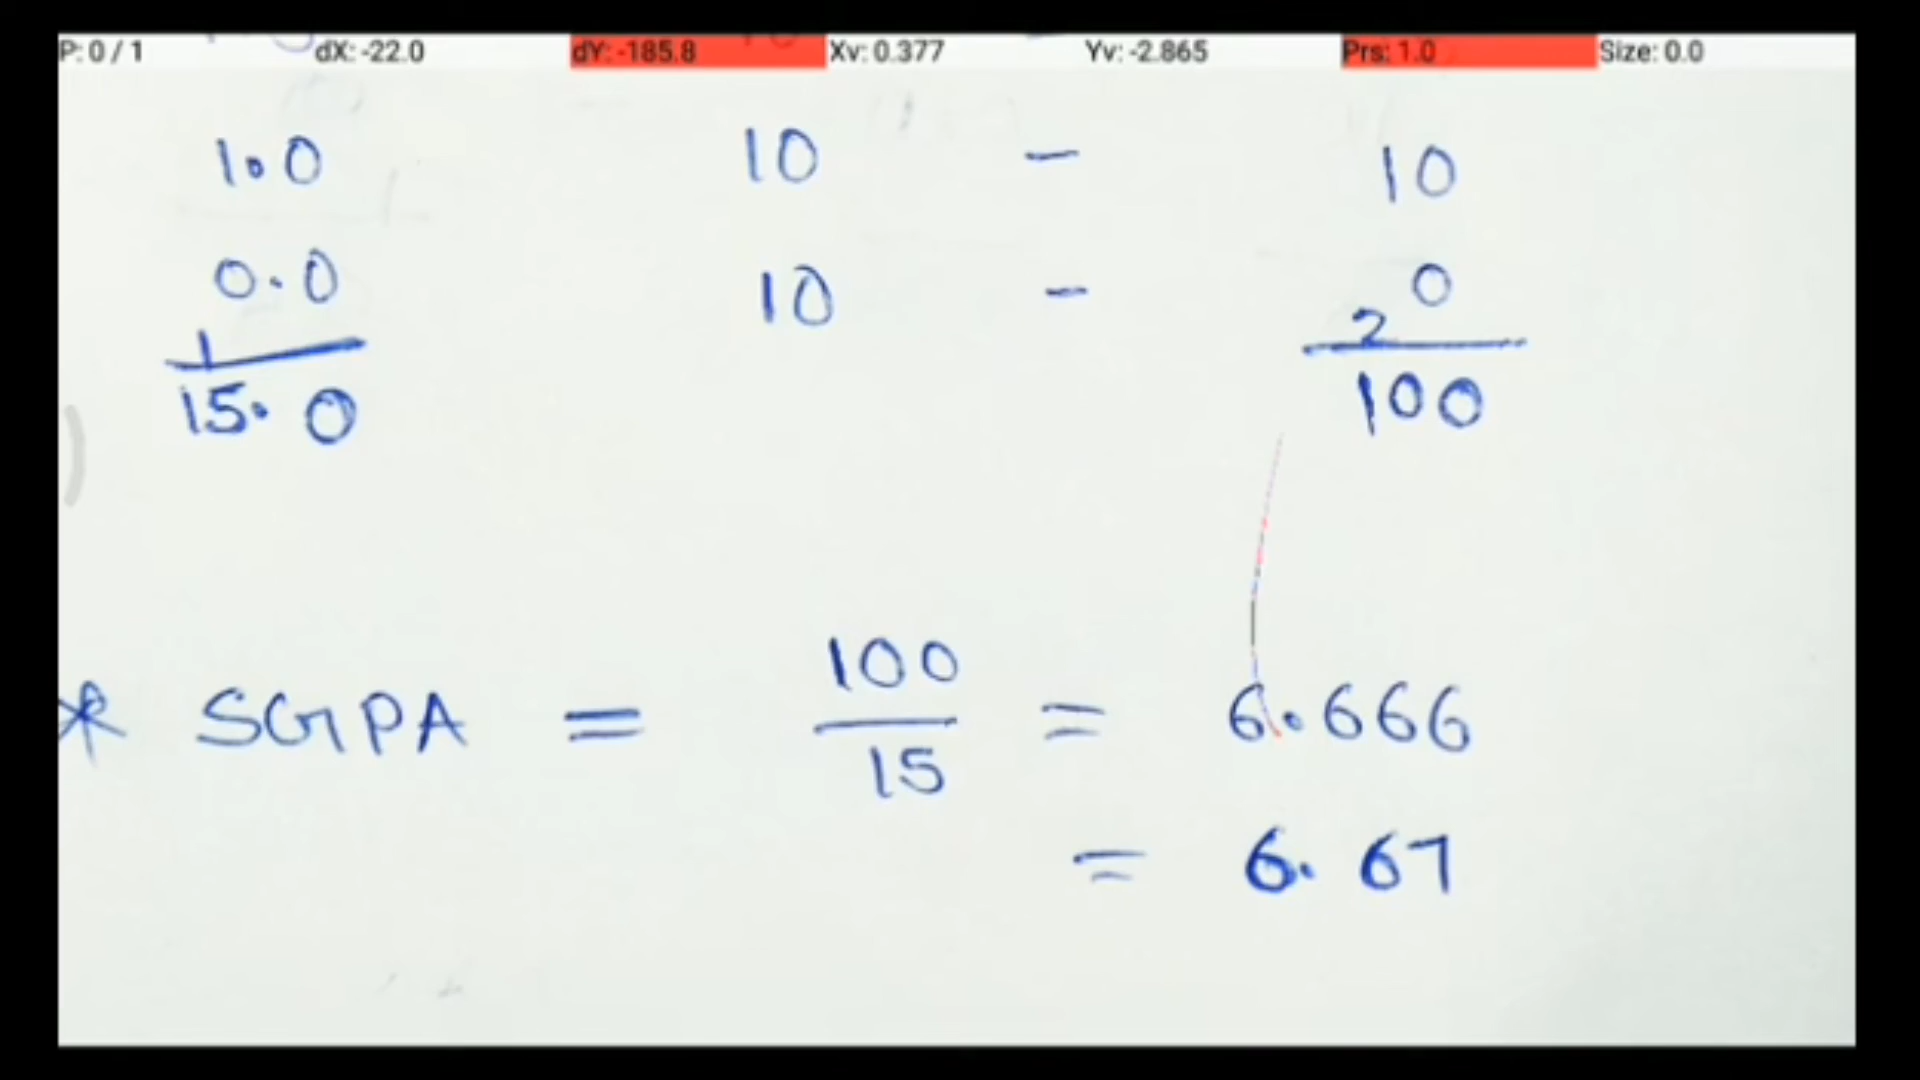 P: 0 / 1 dX: -22.0 dY: -185.8 Xv: 0.377 Yv: -2.865 Prs: 1.0 Size: 0.0
1.0 10 - 10
0.0 10 - 0
1 2
15.0 100
* SGPA = 100/15 = 6.666
= 6.67